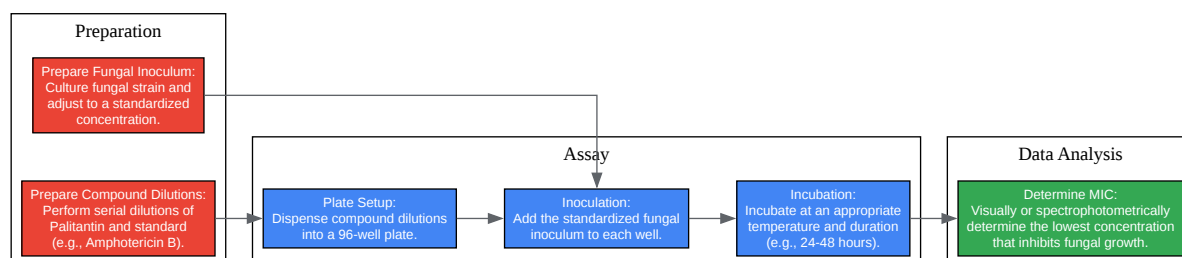 Preparation
Prepare Fungal Inoculum:
Culture fungal strain and
adjust to a standardized
concentration.
Prepare Compound Dilutions:
Perform serial dilutions of
Palitantin and standard
(e.g., Amphotericin B).
Assay
Plate Setup:
Dispense compound dilutions
into a 96-well plate.
Inoculation:
Add the standardized fungal
inoculum to each well.
Incubation:
Incubate at an appropriate
temperature and duration
(e.g., 24-48 hours).
Data Analysis
Determine MIC:
Visually or spectrophotometrically
determine the lowest concentration
that inhibits fungal growth.